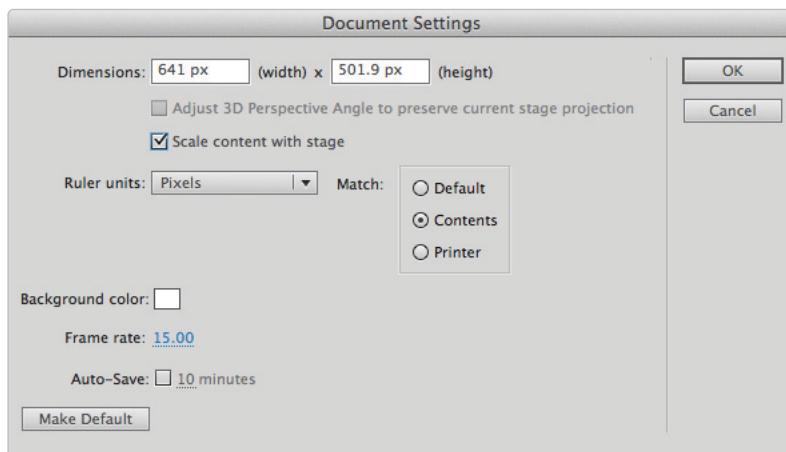 Document Settings
Dimensions: 641 px (width) x 501.9 px (height)
OK
Adjust 3D Perspective Angle to preserve current stage projection
Cancel
Scale content with stage
Ruler units: Pixels Match: Default
Contents
Printer
Background color:
Frame rate: 15.00
Auto-Save: 10 minutes
Make Default